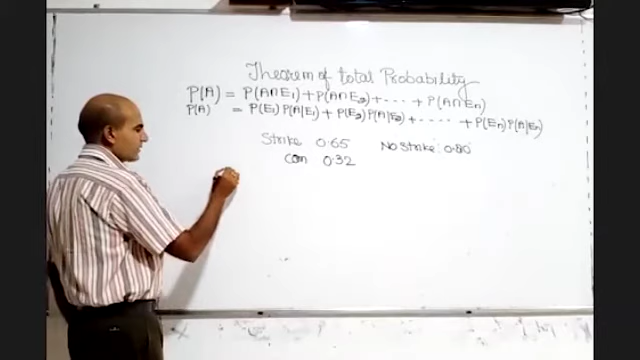 Theorem of total Probability
P(A) = P(A∩E₁) + P(A∩E₂) + ---- + P(A∩Eₙ)
P(A) = P(E₁) P(A|E₁) + P(E₂) P(A|E₂) + ----- + P(Eₙ) P(A|Eₙ)
Strike 0.65 No Strike: 0.80
Con 0.32